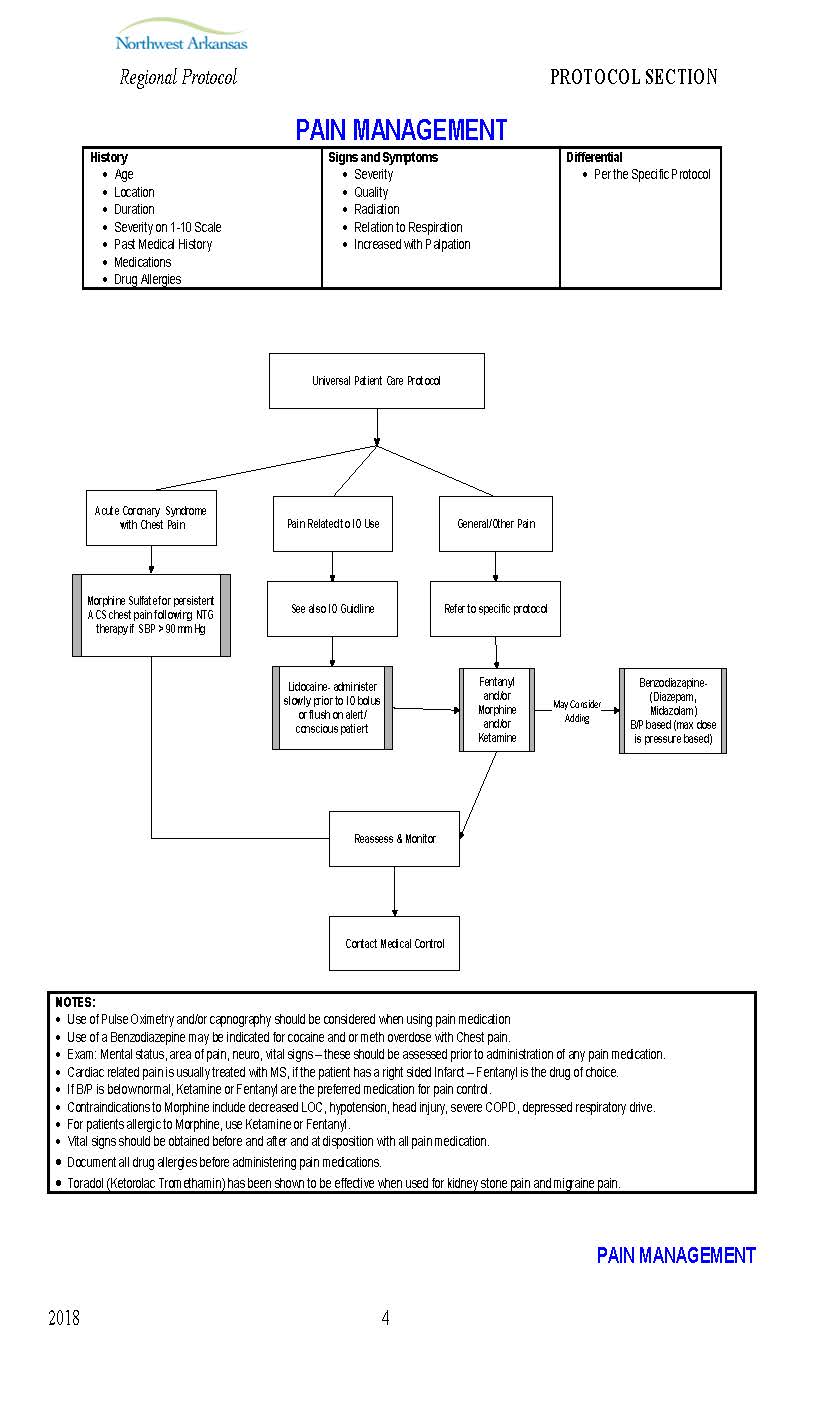 Northwest Arkansas
Regional Protocol
PROTOCOL SECTION
PAIN MANAGEMENT
History
• Age
• Location
• Duration
• Severity on 1-10 Scale
• Past Medical History
• Medications
• Drug Allergies
Signs and Symptoms
• Severity
• Quality
• Radiation
• Relation to Respiration
• Increased with Palpation
Differential
• Per the Specific Protocol
Universal Patient Care Protocol
Acute Coronary Syndrome
with Chest Pain
Pain Related to IO Use
General/Other Pain
Morphine Sulfate for persistent
ACS chest pain following NTG
therapy if SBP > 90 mm Hg
See also IO Guidline
Refer to specific protocol
Lidocaine- administer
slowly prior to IO bolus
or flush on alert/
conscious patient
Fentanyl
and/or
Morphine
and/or
Ketamine
May Consider
Adding
Benzodiazapine-
(Diazepam,
Midazolam)
B/P based (max dose
is pressure based)
Reassess & Monitor
Contact Medical Control
NOTES:
• Use of Pulse Oximetry and/or capnography should be considered when using pain medication
• Use of a Benzodiazepine may be indicated for cocaine and or meth overdose with Chest pain.
• Exam: Mental status, area of pain, neuro, vital signs – these should be assessed prior to administration of any pain medication.
• Cardiac related pain is usually treated with MS, if the patient has a right sided Infarct – Fentanyl is the drug of choice.
• If B/P is below normal, Ketamine or Fentanyl are the preferred medication for pain control.
• Contraindications to Morphine include decreased LOC, hypotension, head injury, severe COPD, depressed respiratory drive.
• For patients allergic to Morphine, use Ketamine or Fentanyl.
• Vital signs should be obtained before and after and at disposition with all pain medication.
• Document all drug allergies before administering pain medications.
• Toradol (Ketorolac Tromethamin) has been shown to be effective when used for kidney stone pain and migraine pain.
PAIN MANAGEMENT
2018
4